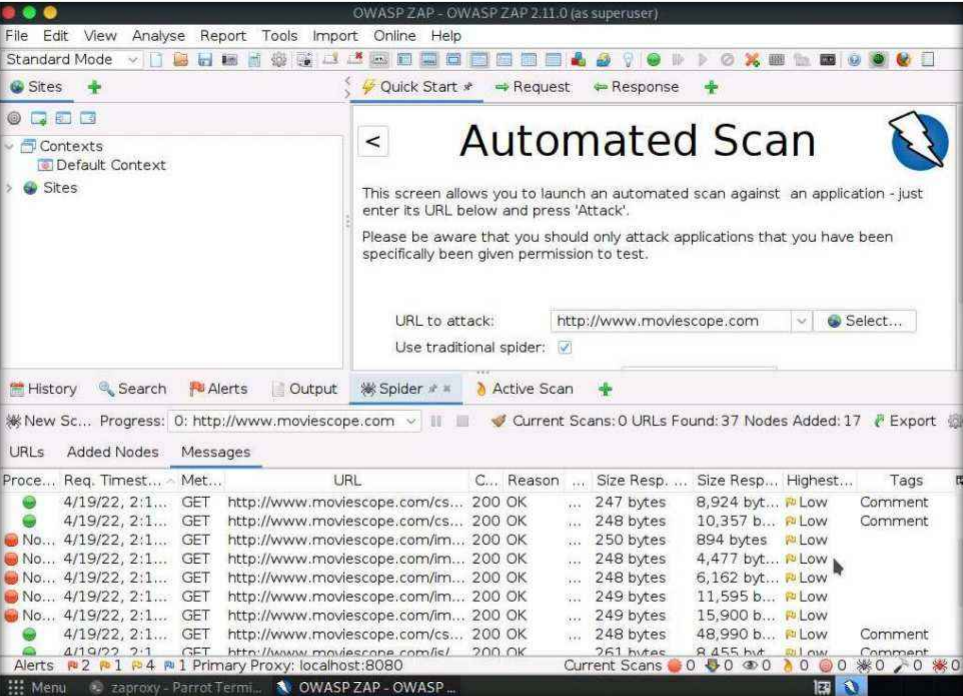 OWASP ZAP - OWASP ZAP 2.11.0 (as superuser)
File Edit View Analyse Report Tools Import Online Help
Standard Mode
Sites
Quick Start
Request
Response
Contexts
Default Context
Sites
<
Automated Scan
This screen allows you to launch an automated scan against an application - just
enter its URL below and press 'Attack'.
Please be aware that you should only attack applications that you have been
specifically been given permission to test.
URL to attack: http://www.moviescope.com Select...
Use traditional spider:
History Search Alerts Output Spider Active Scan
New Sc... Progress: 0: http://www.moviescope.com Current Scans: 0 URLs Found: 37 Nodes Added: 17 Export
URLs Added Nodes Messages
Proce... Req. Timest... Met... URL C... Reason ... Size Resp. ... Size Resp... Highest... Tags
4/19/22, 2:1... GET http://www.moviescope.com/cs... 200 OK ... 247 bytes 8,924 byt... Low Comment
4/19/22, 2:1... GET http://www.moviescope.com/cs... 200 OK ... 248 bytes 10,357 b... Low Comment
No... 4/19/22, 2:1... GET http://www.moviescope.com/im... 200 OK ... 250 bytes 894 bytes Low
No... 4/19/22, 2:1... GET http://www.moviescope.com/im... 200 OK ... 248 bytes 4,477 byt... Low
No... 4/19/22, 2:1... GET http://www.moviescope.com/im... 200 OK ... 248 bytes 6,162 byt... Low
No... 4/19/22, 2:1... GET http://www.moviescope.com/im... 200 OK ... 249 bytes 11,595 b... Low
No... 4/19/22, 2:1... GET http://www.moviescope.com/im... 200 OK ... 249 bytes 15,900 b... Low
4/19/22, 2:1... GET http://www.moviescope.com/cs... 200 OK ... 248 bytes 48,990 b... Low Comment
4/19/22, 2:1... GET http://www.moviescope.com/js/... 200 OK ... 261 bytes 8,455 byt... Low Comment
Alerts 2 1 4 1 Primary Proxy: localhost:8080 Current Scans 0 0 0 0 0 0 0 0
Menu zaproxy - Parrot Termi... OWASP ZAP - OWASP ...